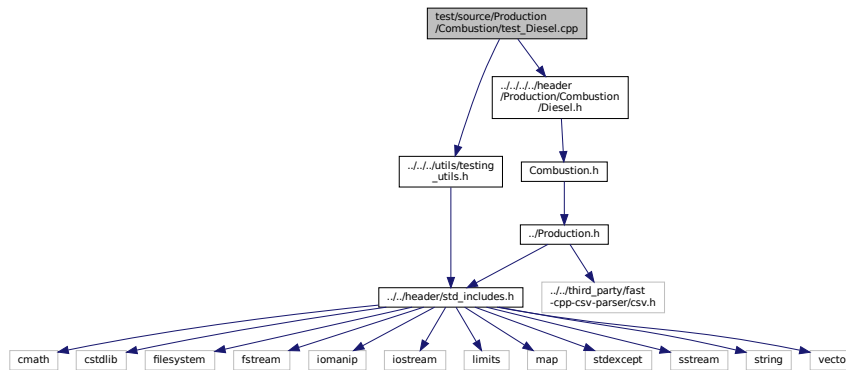 test/source/Production
/Combustion/test_Diesel.cpp
../../../../header
/Production/Combustion
/Diesel.h
../../../utils/testing
_utils.h
Combustion.h
../Production.h
../../header/std_includes.h
../../third_party/fast
-cpp-csv-parser/csv.h
cmath
cstdlib
filesystem
fstream
iomanip
iostream
limits
map
stdexcept
sstream
string
vecto